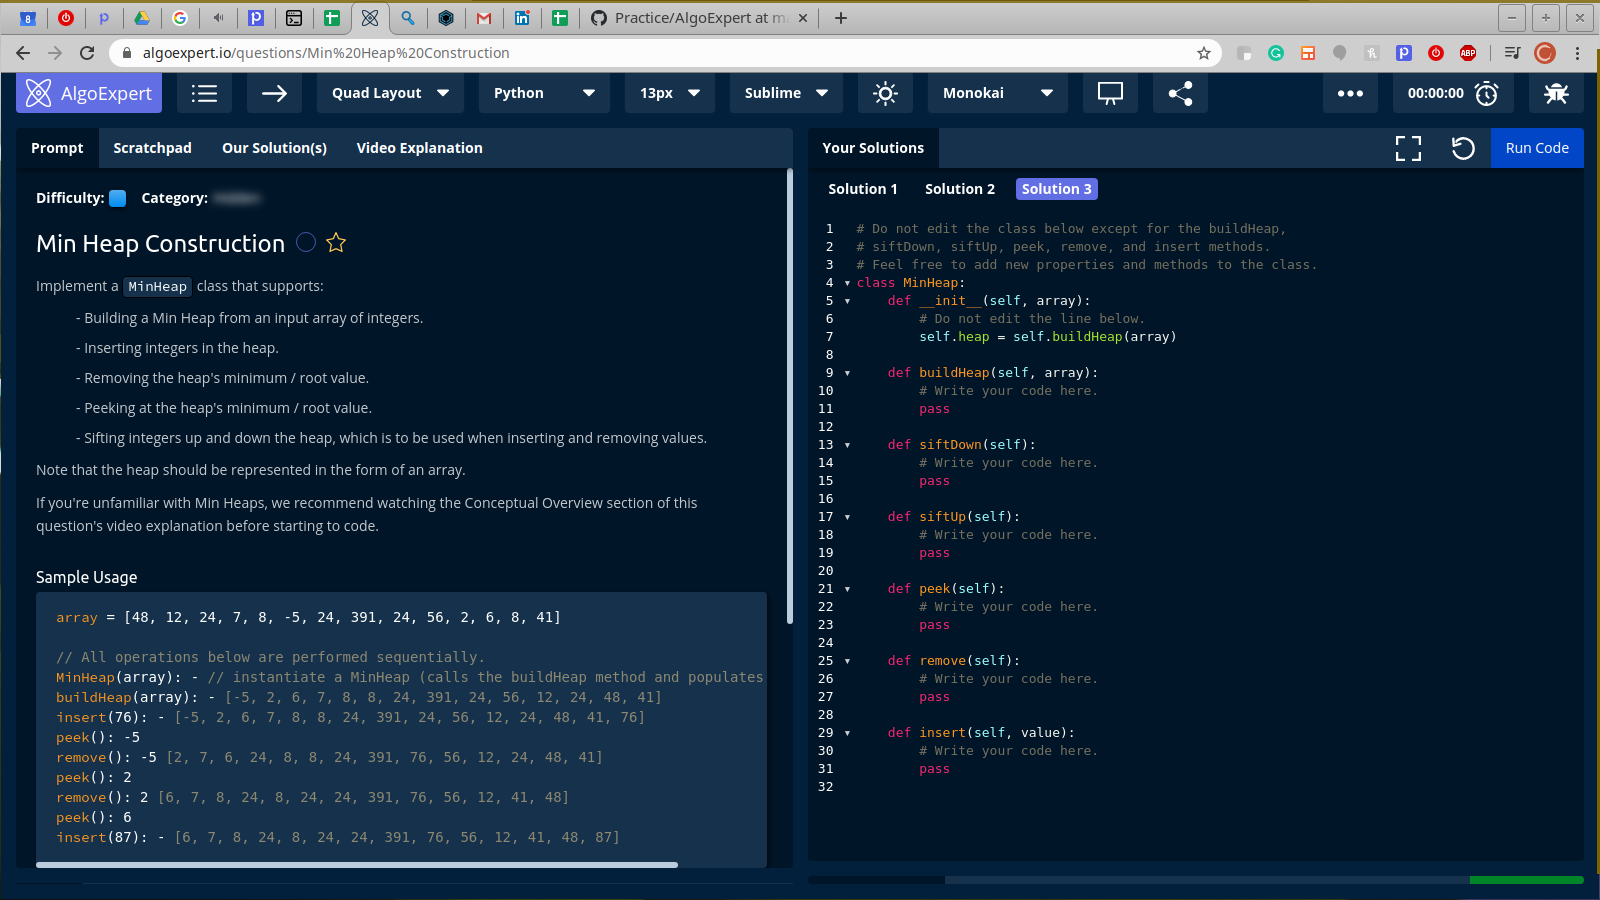 8
Practice/AlgoExpert at m
algoexpert.io/questions/Min%20Heap%20Construction
ABP
AlgoExpert
Quad Layout
Python
13px
Sublime
Monokai
00:00:00
Prompt
Scratchpad
Our Solution(s)
Video Explanation
Difficulty:
Category:
Min Heap Construction
Implement a MinHeap class that supports:
- Building a Min Heap from an input array of integers.
- Inserting integers in the heap.
- Removing the heap's minimum / root value.
- Peeking at the heap's minimum / root value.
- Sifting integers up and down the heap, which is to be used when inserting and removing values.
Note that the heap should be represented in the form of an array.
If you're unfamiliar with Min Heaps, we recommend watching the Conceptual Overview section of this
question's video explanation before starting to code.
Sample Usage
array = [48, 12, 24, 7, 8, -5, 24, 391, 24, 56, 2, 6, 8, 41]
// All operations below are performed sequentially.
MinHeap(array): - // instantiate a MinHeap (calls the buildHeap method and populates
buildHeap(array): - [-5, 2, 6, 7, 8, 8, 24, 391, 24, 56, 12, 24, 48, 41]
insert(76): - [-5, 2, 6, 7, 8, 8, 24, 391, 24, 56, 12, 24, 48, 41, 76]
peek(): -5
remove(): -5 [2, 7, 6, 24, 8, 8, 24, 391, 76, 56, 12, 24, 48, 41]
peek(): 2
remove(): 2 [6, 7, 8, 24, 8, 24, 24, 391, 76, 56, 12, 41, 48]
peek(): 6
insert(87): - [6, 7, 8, 24, 8, 24, 24, 391, 76, 56, 12, 41, 48, 87]
Your Solutions
Run Code
Solution 1
Solution 2
Solution 3
1 # Do not edit the class below except for the buildHeap,
2 # siftDown, siftUp, peek, remove, and insert methods.
3 # Feel free to add new properties and methods to the class.
4 class MinHeap:
5 def __init__(self, array):
6 # Do not edit the line below.
7 self.heap = self.buildHeap(array)
8
9 def buildHeap(self, array):
10 # Write your code here.
11 pass
12
13 def siftDown(self):
14 # Write your code here.
15 pass
16
17 def siftUp(self):
18 # Write your code here.
19 pass
20
21 def peek(self):
22 # Write your code here.
23 pass
24
25 def remove(self):
26 # Write your code here.
27 pass
28
29 def insert(self, value):
30 # Write your code here.
31 pass
32